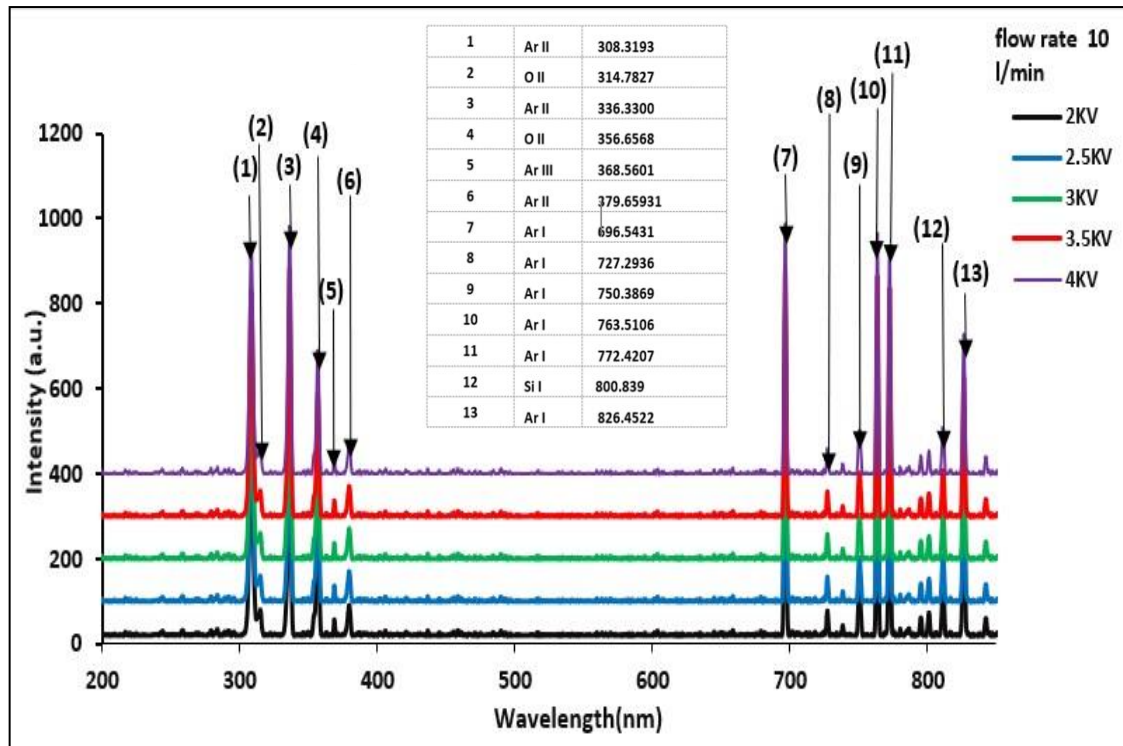 1 Ar II 308.3193
2 O II 314.7827
3 Ar II 336.3300
4 O II 356.6568
5 Ar III 368.5601
6 Ar II 379.65931
7 Ar I 696.5431
8 Ar I 727.2936
9 Ar I 750.3869
10 Ar I 763.5106
11 Ar I 772.4207
12 Si I 800.839
13 Ar I 826.4522
flow rate 10
l/min
2KV
2.5KV
3KV
3.5KV
4KV
(1)
(2)
(3)
(4)
(5)
(6)
(7)
(8)
(9)
(10)
(11)
(12)
(13)
Intensity (a.u.)
1200
1000
800
600
400
200
0
200 300 400 500 600 700 800
Wavelength(nm)